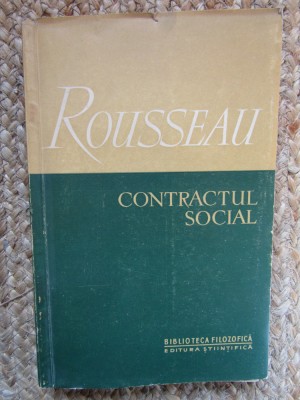 ROUSSEAU
CONTRACTUL
SOCIAL
BIBLIOTECA FILOZOFICĂ
EDITURA ȘTIINȚIFICĂ